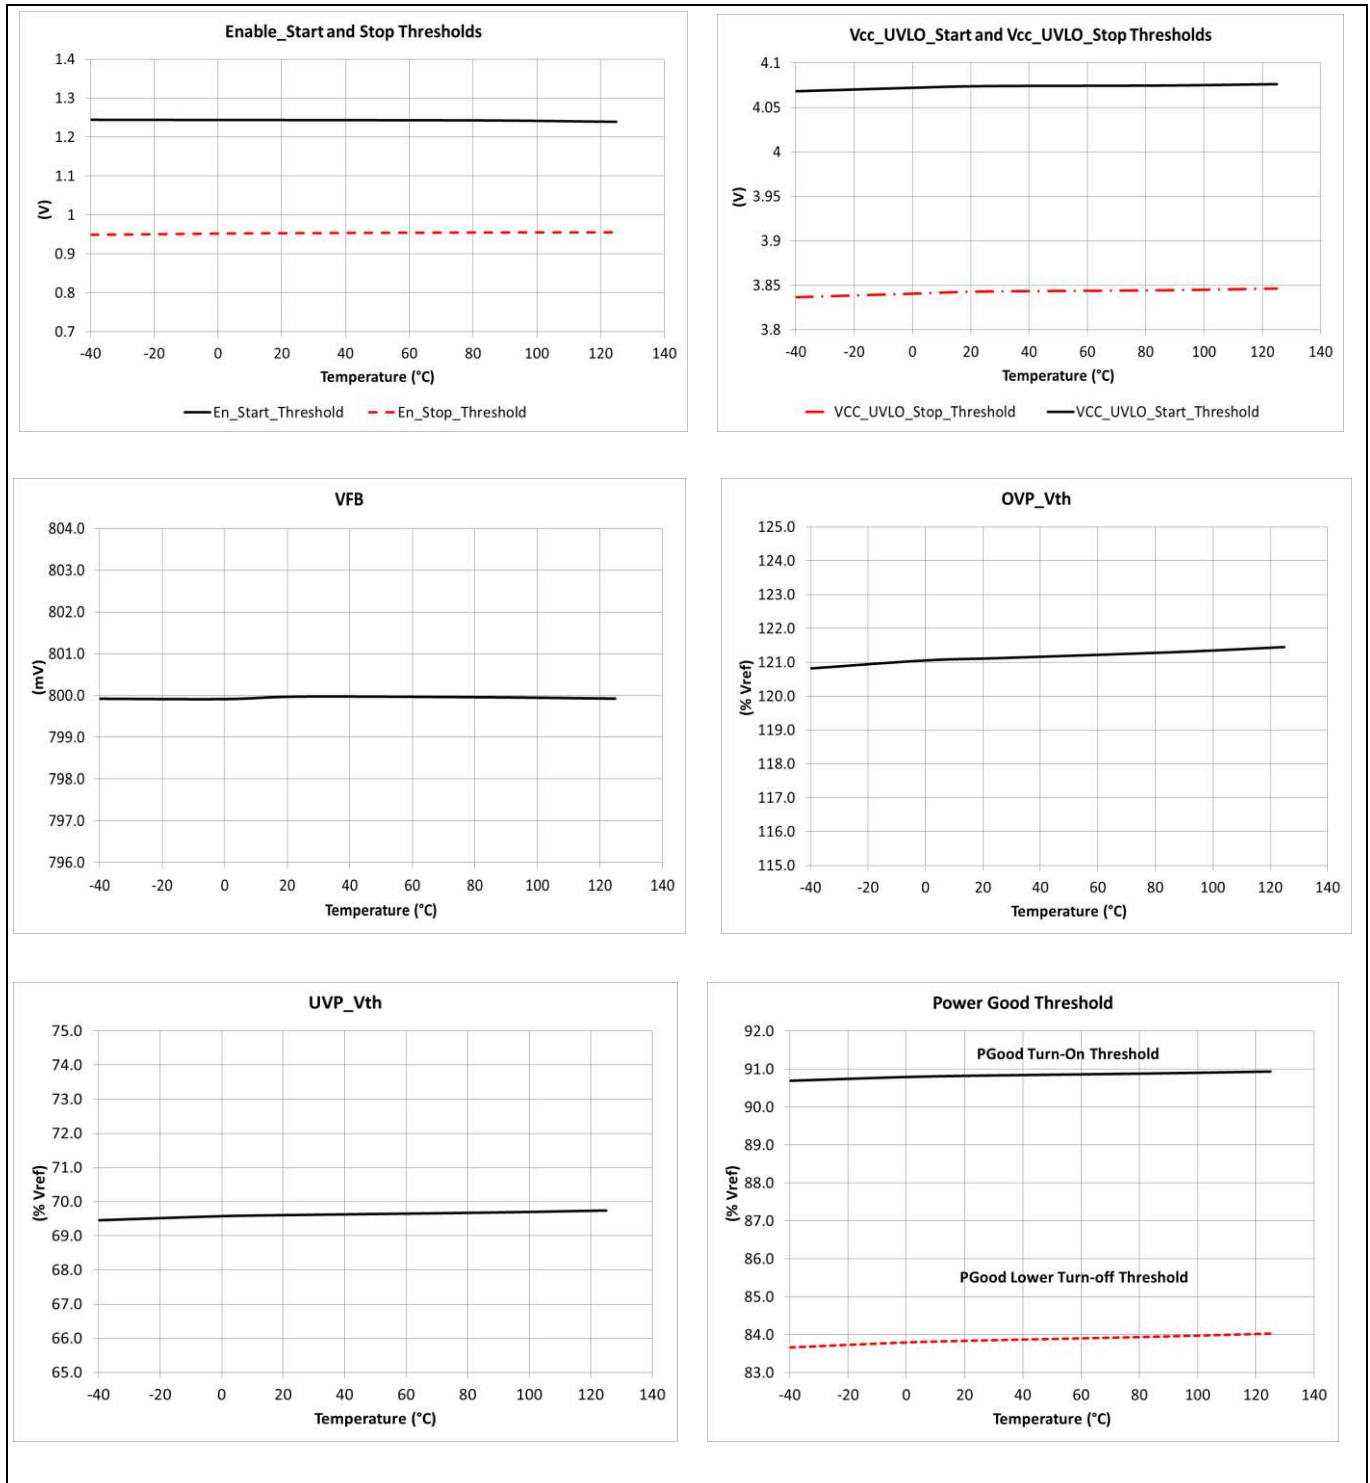 Enable_Start and Stop Thresholds
1.4
1.3
1.2
1.1
1
0.9
0.8
0.7
(V)
-40 -20 0 20 40 60 80 100 120 140
Temperature (°C)
En_Start_Threshold En_Stop_Threshold
Vcc_UVLO_Start and Vcc_UVLO_Stop Thresholds
4.1
4.05
4
3.95
3.9
3.85
3.8
(V)
-40 -20 0 20 40 60 80 100 120 140
Temperature (°C)
VCC_UVLO_Stop_Threshold VCC_UVLO_Start_Threshold
VFB
804.0
803.0
802.0
801.0
800.0
799.0
798.0
797.0
796.0
(mV)
-40 -20 0 20 40 60 80 100 120 140
Temperature (°C)
OVP_Vth
125.0
124.0
123.0
122.0
121.0
120.0
119.0
118.0
117.0
116.0
115.0
(% Vref)
-40 -20 0 20 40 60 80 100 120 140
Temperature (°C)
UVP_Vth
75.0
74.0
73.0
72.0
71.0
70.0
69.0
68.0
67.0
66.0
65.0
(% Vref)
-40 -20 0 20 40 60 80 100 120 140
Temperature (°C)
Power Good Threshold
92.0
91.0
90.0
89.0
88.0
87.0
86.0
85.0
84.0
83.0
(% Vref)
PGood Turn-On Threshold
PGood Lower Turn-off Threshold
-40 -20 0 20 40 60 80 100 120 140
Temperature (°C)